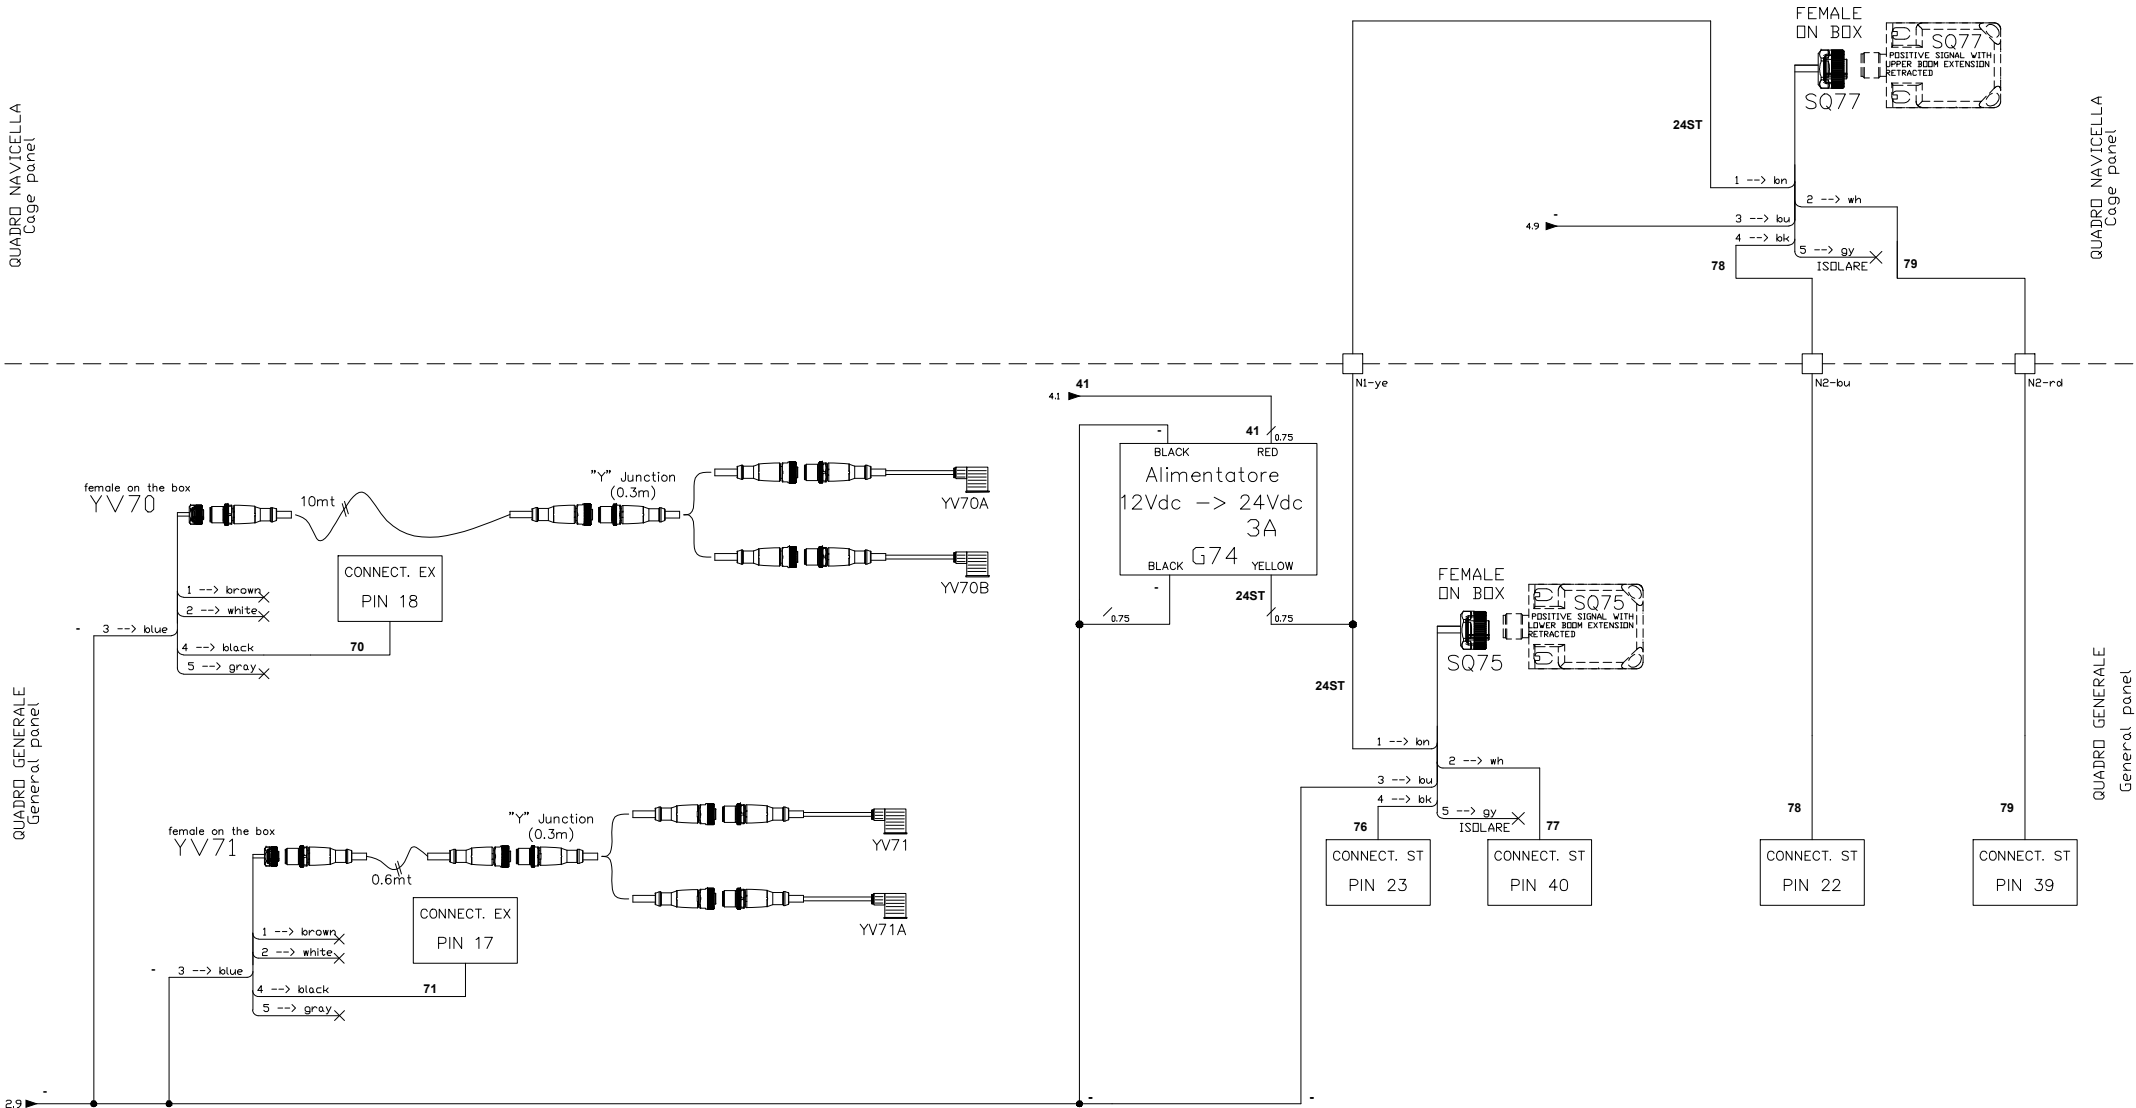 QUADRO NAVICELLA
Cage panel
FEMALE
ON BOX
SQ77
POSITIVE SIGNAL WITH
UPPER BOOM EXTENSION
RETRACTED
SQ77
24ST
1 --> bn
2 --> wh
3 --> bu
4.9
-
4 --> bk
5 --> gy
ISOLARE
78
79
QUADRO NAVICELLA
Cage panel
N1-ye
N2-bu
N2-rd
41
4.1
-
41
0.75
BLACK
RED
Alimentatore
12Vdc -> 24Vdc
3A
G74
BLACK
YELLOW
-
24ST
0.75
0.75
female on the box
YV70
10mt
"Y" Junction
(0.3m)
YV70A
YV70B
CONNECT. EX
PIN 18
1 --> brown
2 --> white
-
3 --> blue
4 --> black
70
5 --> gray
FEMALE
ON BOX
SQ75
POSITIVE SIGNAL WITH
LOWER BOOM EXTENSION
RETRACTED
SQ75
24ST
1 --> bn
2 --> wh
3 --> bu
4 --> bk
5 --> gy
ISOLARE
76
77
78
79
CONNECT. ST
PIN 23
CONNECT. ST
PIN 40
CONNECT. ST
PIN 22
CONNECT. ST
PIN 39
QUADRO GENERALE
General panel
QUADRO GENERALE
General panel
female on the box
YV71
0.6mt
"Y" Junction
(0.3m)
YV71
YV71A
CONNECT. EX
PIN 17
1 --> brown
2 --> white
-
3 --> blue
4 --> black
71
5 --> gray
2.9
-
-
-